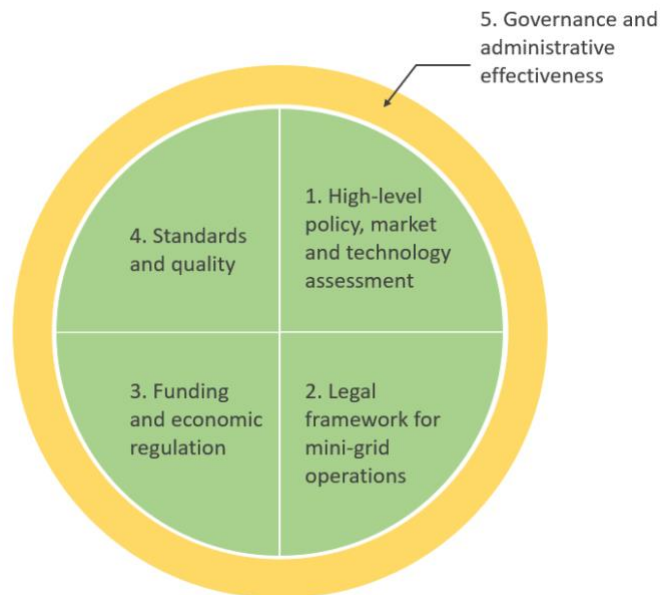 5. Governance and
administrative
effectiveness
1. High-level
policy, market
and technology
assessment
4. Standards
and quality
3. Funding
and economic
regulation
2. Legal
framework for
mini-grid
operations